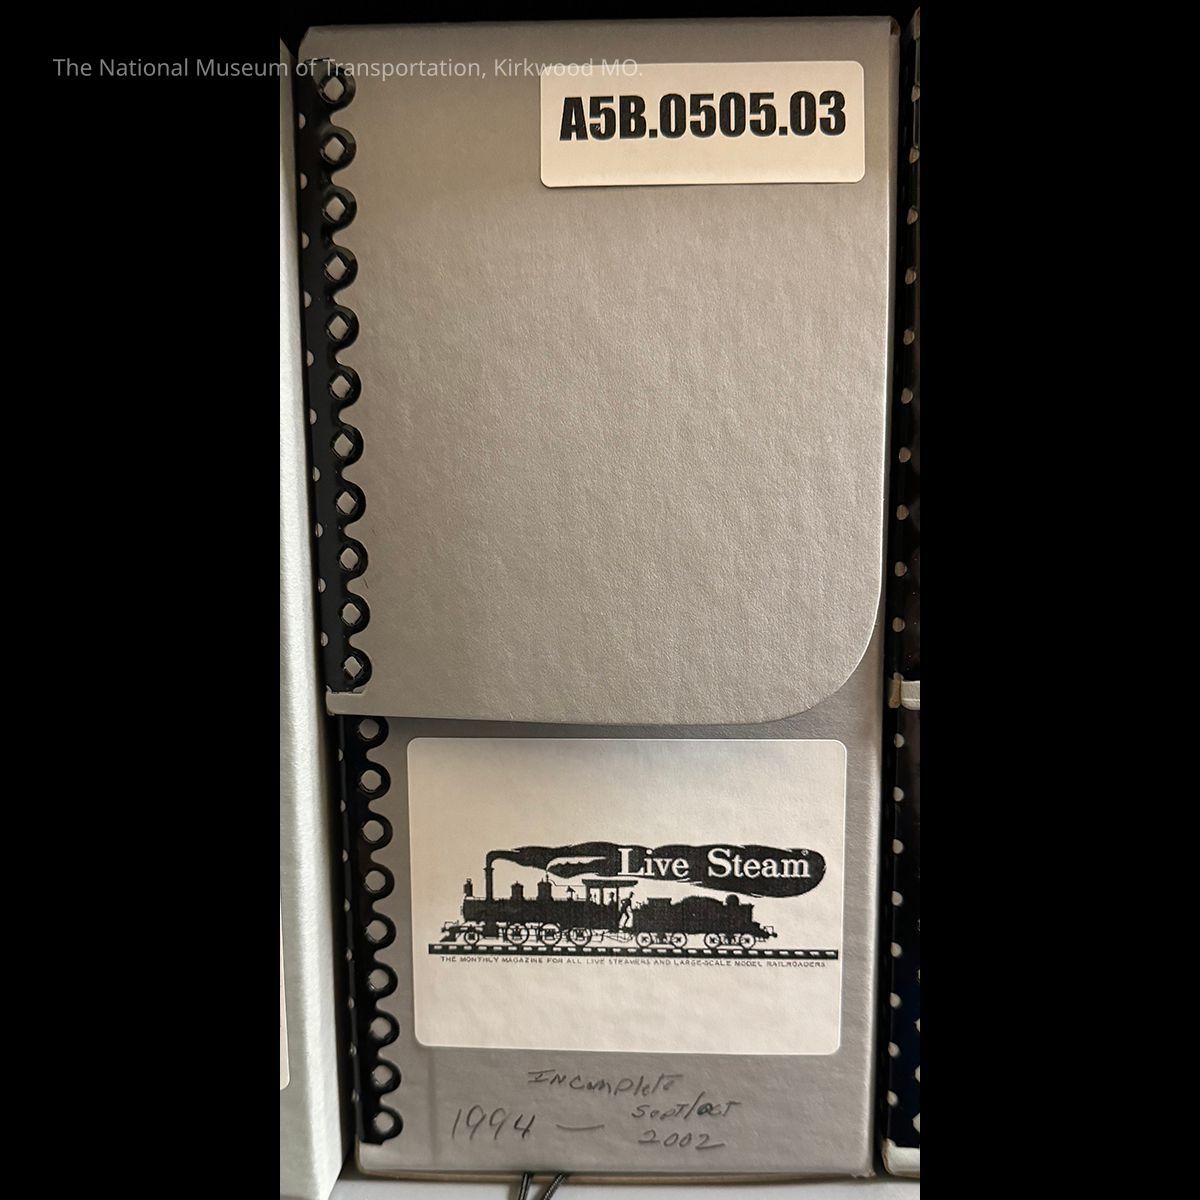 The National Museum of Transportation, Kirkwood MO.
A5B.0505.03
Live Steam
THE MONTHLY MAGAZINE FOR ALL LIVE STEAMERS AND LARGE-SCALE MODEL RAILROADERS
INComplete
1994 — Sept/oct
2002